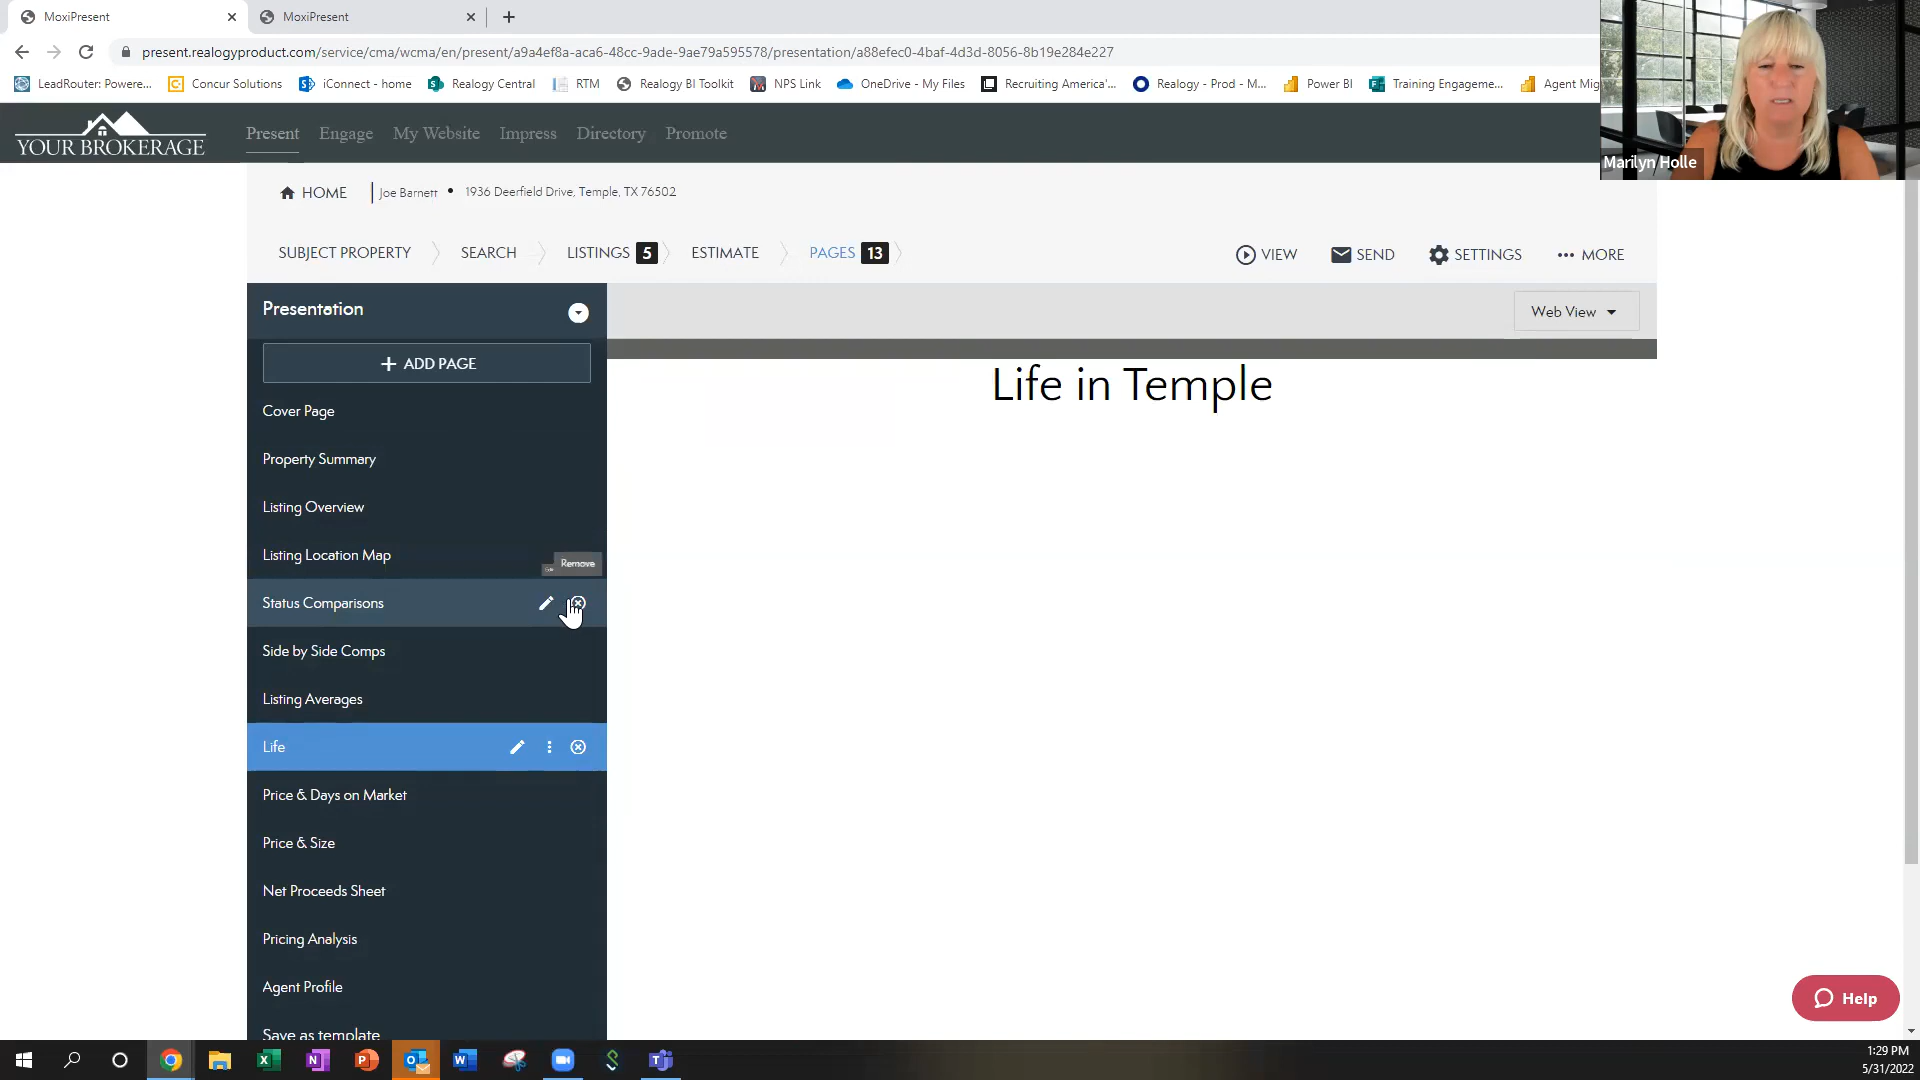 MoxiPresent
MoxiPresent
present.realogyproduct.com/service/cma/wcma/en/present/a9a4ef8a-aca6-48cc-9ade-9ae79a595578/presentation/a88efec0-4baf-4d3d-8056-8b19e284e227
LeadRouter: Powere... Concur Solutions iConnect - home Realogy Central RTM Realogy BI Toolkit NPS Link OneDrive - My Files Recruiting America'... Realogy - Prod - M... Power BI Training Engageme... Agent Mig
YOUR BROKERAGE
Present Engage My Website Impress Directory Promote
Marilyn Holle
HOME Joe Barnett • 1936 Deerfield Drive, Temple, TX 76502
SUBJECT PROPERTY SEARCH LISTINGS 5 ESTIMATE PAGES 13 VIEW SEND SETTINGS ••• MORE
Presentation
Web View
+ ADD PAGE
Life in Temple
Cover Page
Property Summary
Listing Overview
Listing Location Map
Remove
Status Comparisons
Side by Side Comps
Listing Averages
Life
Price & Days on Market
Price & Size
Net Proceeds Sheet
Pricing Analysis
Agent Profile
Save as template
Help
1:29 PM
5/31/2022